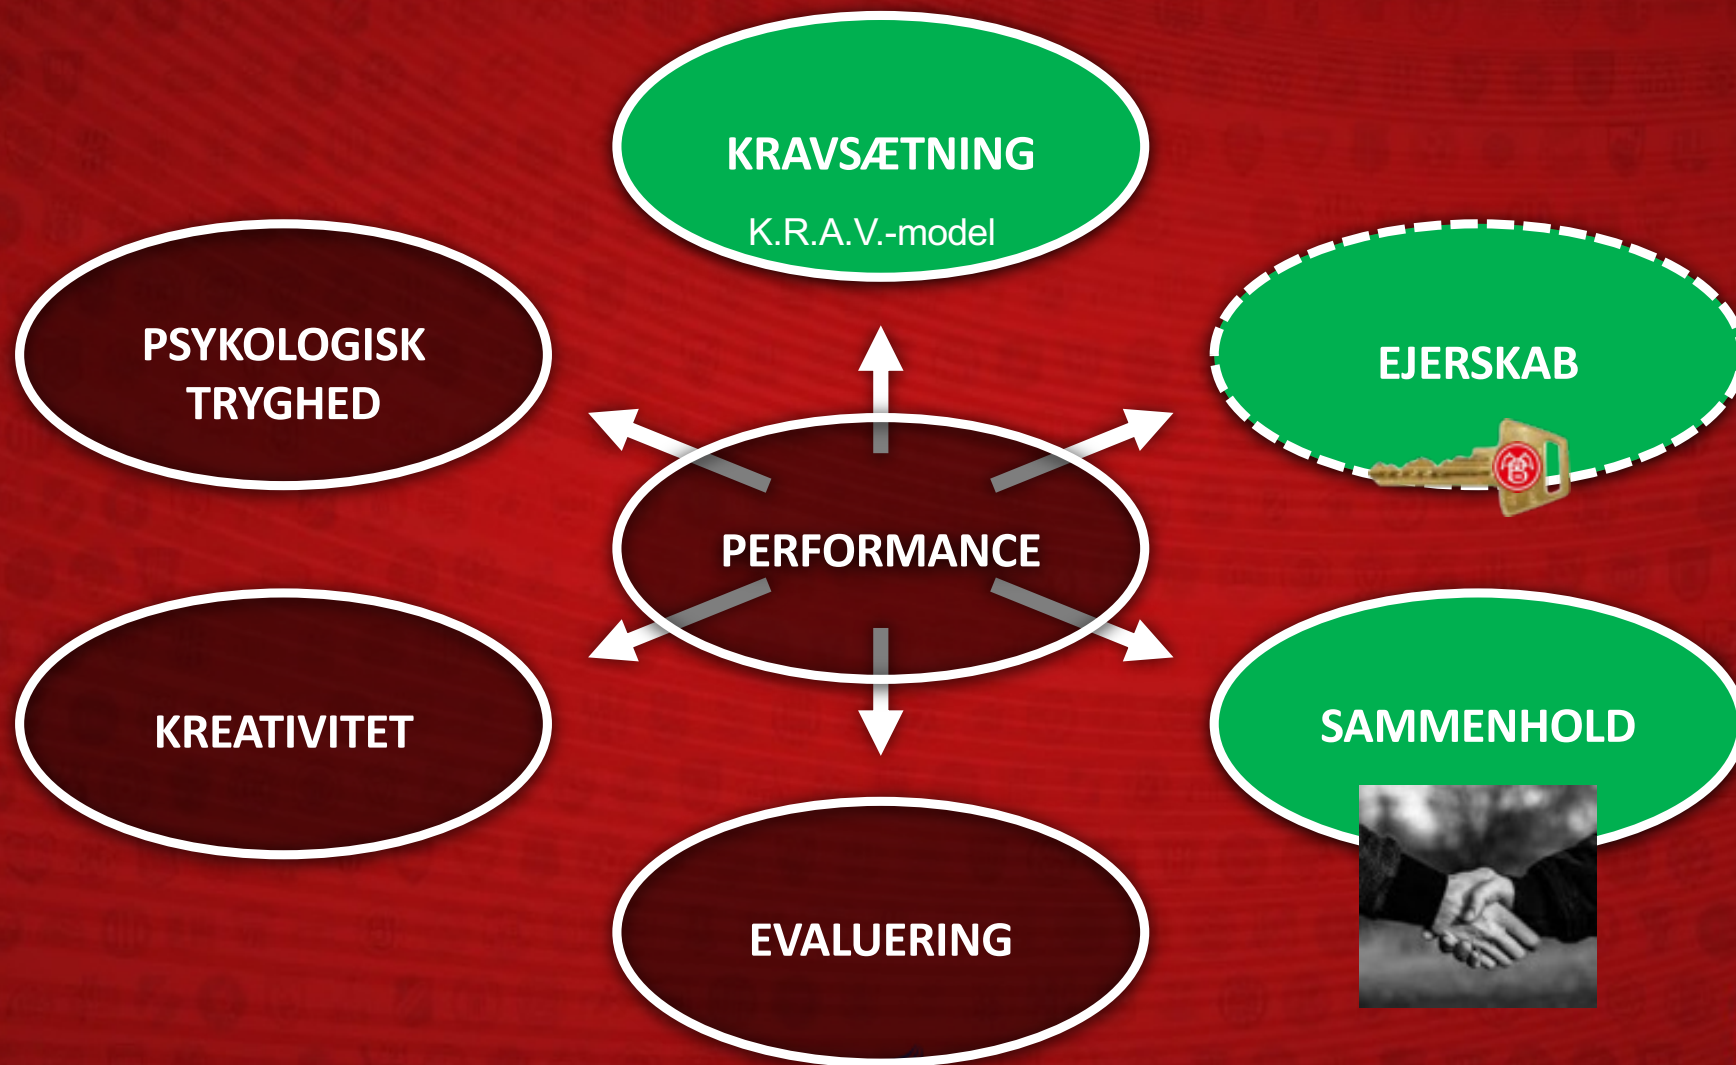 KRAVSÆTNING
K.R.A.V.-model
PSYKOLOGISK
TRYGHED
EJERSKAB
PERFORMANCE
KREATIVITET
SAMMENHOLD
EVALUERING